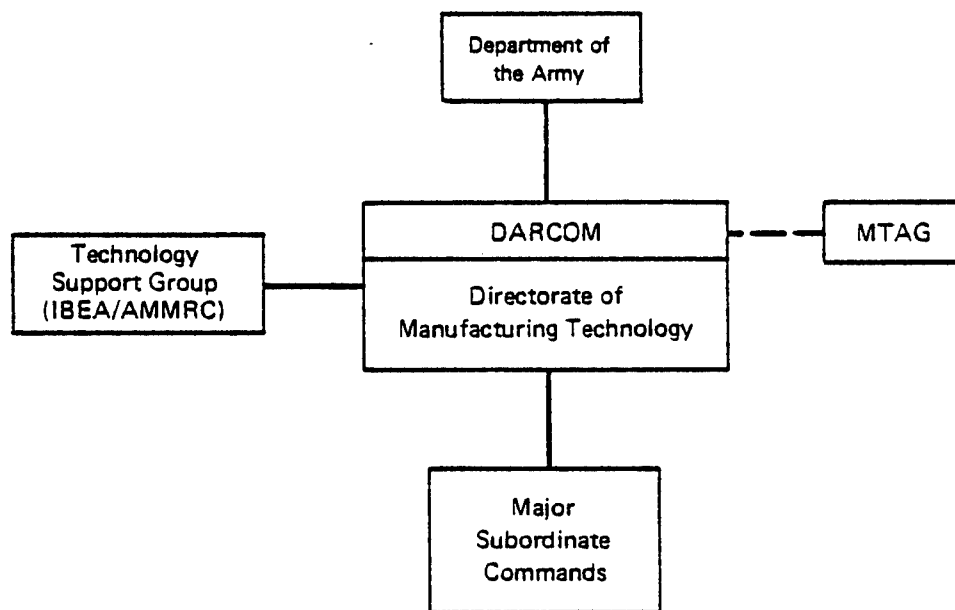 Department of
the Army
DARCOM
MTAG
Technology
Support Group
(IBEA/AMMRC)
Directorate of
Manufacturing Technology
Major
Subordinate
Commands